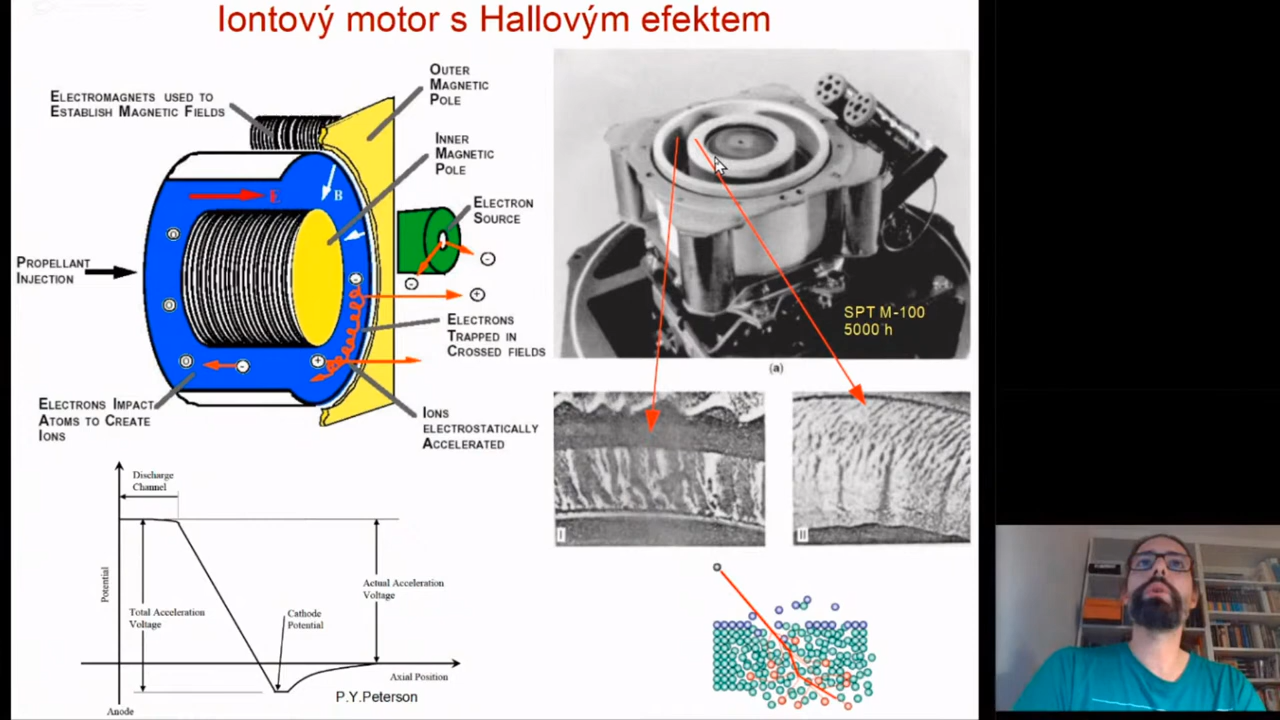 Iontový motor s Hallovým efektem
ELECTROMAGNETS USED TO
ESTABLISH MAGNETIC FIELDS
OUTER
MAGNETIC
POLE
INNER
MAGNETIC
POLE
E
B
ELECTRON
SOURCE
PROPELLANT
INJECTION
ELECTRONS
TRAPPED IN
CROSSED FIELDS
ELECTRONS IMPACT
ATOMS TO CREATE
IONS
IONS
ELECTROSTATICALLY
ACCELERATED
SPT M-100
5000 h
(a)
I
II
Discharge
Channel
Potential
Total Acceleration
Voltage
Cathode
Potential
Actual Acceleration
Voltage
Axial Position
P.Y.Peterson
Anode